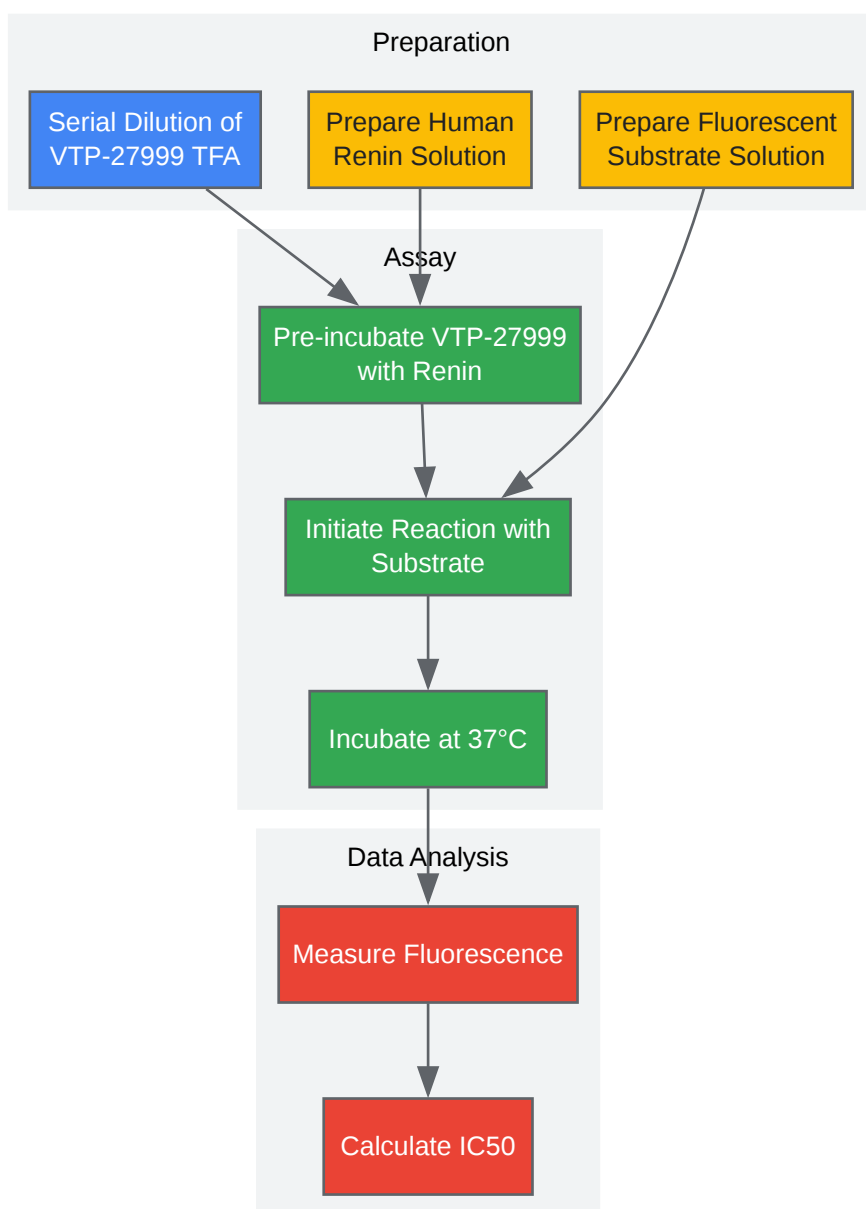 Preparation
Serial Dilution of
VTP-27999 TFA
Prepare Human
Renin Solution
Prepare Fluorescent
Substrate Solution
Assay
Pre-incubate VTP-27999
with Renin
Initiate Reaction with
Substrate
Incubate at 37°C
Data Analysis
Measure Fluorescence
Calculate IC50